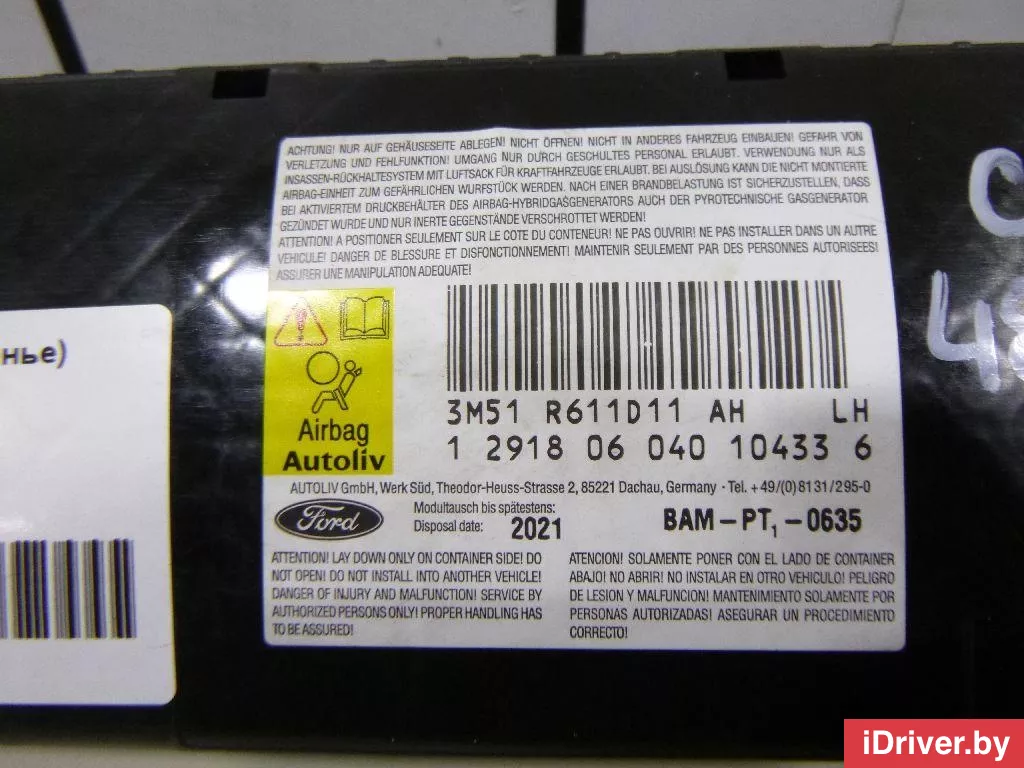 ACHTUNG! NUR AUF GEHÄUSESEITE ABLEGEN! NICHT ÖFFNEN! NICHT IN ANDERES FAHRZEUG EINBAUEN! GEFAHR VON
VERLETZUNG UND FEHLFUNKTION! UMGANG NUR DURCH GESCHULTES PERSONAL ERLAUBT. VERWENDUNG NUR ALS
INSASSEN-RÜCKHALTESYSTEM MIT LUFTSACK FÜR KRAFTFAHRZEUGE ERLAUBT. BEI AUSLÖSUNG KANN DIE NICHT MONTIERTE
AIRBAG-EINHEIT ZUM GEFÄHRLICHEN WURFSTÜCK WERDEN. NACH EINER BRANDBELASTUNG IST SICHERZUSTELLEN, DASS
BEI AKTIVIERTEM DRUCKBEHÄLTER DES AIRBAG-HYBRIDGASGENERATORS AUCH DER PYROTECHNISCHE GASGENERATOR
GEZÜNDET WURDE UND NUR INERTE GEGENSTÄNDE VERSCHROTTET WERDEN!
ATTENTION! A POSITIONER SEULEMENT SUR LE COTE DU CONTENEUR! NE PAS OUVRIR! NE PAS INSTALLER DANS UN AUTRE
VEHICULE! DANGER DE BLESSURE ET DISFONCTIONNEMENT! MAINTENIR SEULEMENT PAR DES PERSONNES AUTORISEES!
ASSURER UNE MANIPULATION ADEQUATE!
нье)
3M51 R611D11 AH LH
1 2918 06 040 10433 6
Airbag
Autoliv
AUTOLIV GmbH, Werk Süd, Theodor-Heuss-Strasse 2, 85221 Dachau, Germany · Tel. +49/(0)8131/295-0
Ford
Modultausch bis spätestens:
Disposal date: 2021
BAM-PT1-0635
ATTENTION! LAY DOWN ONLY ON CONTAINER SIDE! DO
NOT OPEN! DO NOT INSTALL INTO ANOTHER VEHICLE!
DANGER OF INJURY AND MALFUNCTION! SERVICE BY
AUTHORIZED PERSONS ONLY! PROPER HANDLING HAS
TO BE ASSURED!
ATENCION! SOLAMENTE PONER CON EL LADO DE CONTAINER
ABAJO! NO ABRIR! NO INSTALAR EN OTRO VEHICULO! PELIGRO
DE LESION Y MALFUNCION! MANTENIMIENTO SOLAMENTE POR
PERSONAS AUTORIZADAS! ASEGURAR UN PROCEDIMIENTO
CORRECTO!
iDriver.by